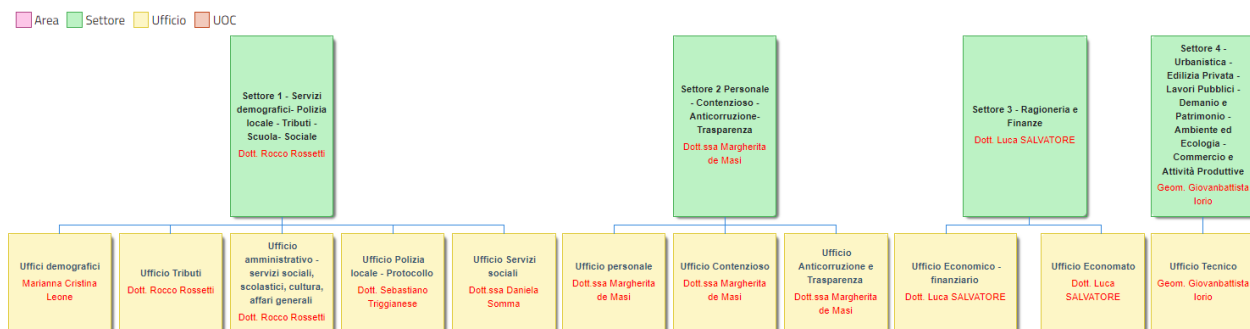 Area Settore Ufficio UOC
Settore 1 - Servizi
demografici- Polizia
locale - Tributi -
Scuola- Sociale
Dott. Rocco Rossetti
Settore 2 Personale
- Contenzioso -
Anticorruzione-
Trasparenza
Dott.ssa Margherita
de Masi
Settore 3 - Ragioneria e
Finanze
Dott. Luca SALVATORE
Settore 4 -
Urbanistica -
Edilizia Privata -
Lavori Pubblici -
Demanio e
Patrimonio -
Ambiente ed
Ecologia -
Commercio e
Attività Produttive
Geom. Giovanbattista
Iorio
Uffici demografici
Marianna Cristina
Leone
Ufficio Tributi
Dott. Rocco Rossetti
Ufficio
amministrativo -
servizi sociali,
scolastici, cultura,
affari generali
Dott. Rocco Rossetti
Ufficio Polizia
locale - Protocollo
Dott. Sebastiano
Triggianese
Ufficio Servizi
sociali
Dott.ssa Daniela
Somma
Ufficio personale
Dott.ssa Margherita
de Masi
Ufficio Contenzioso
Dott.ssa Margherita
de Masi
Ufficio
Anticorruzione e
Trasparenza
Dott.ssa Margherita
de Masi
Ufficio Economico -
finanziario
Dott. Luca SALVATORE
Ufficio Economato
Dott. Luca
SALVATORE
Ufficio Tecnico
Geom. Giovanbattista
Iorio